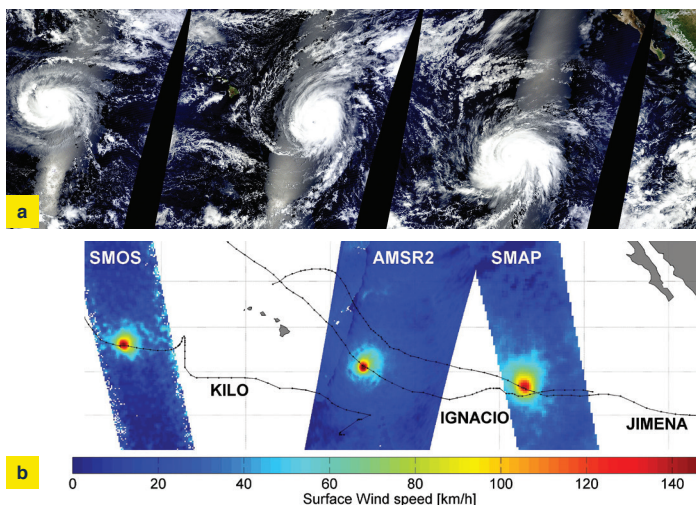 a
SMOS
AMSR2
SMAP
KILO
IGNACIO
JIMENA
b
0 20 40 60 80 100 120 140
Surface Wind speed [km/h]